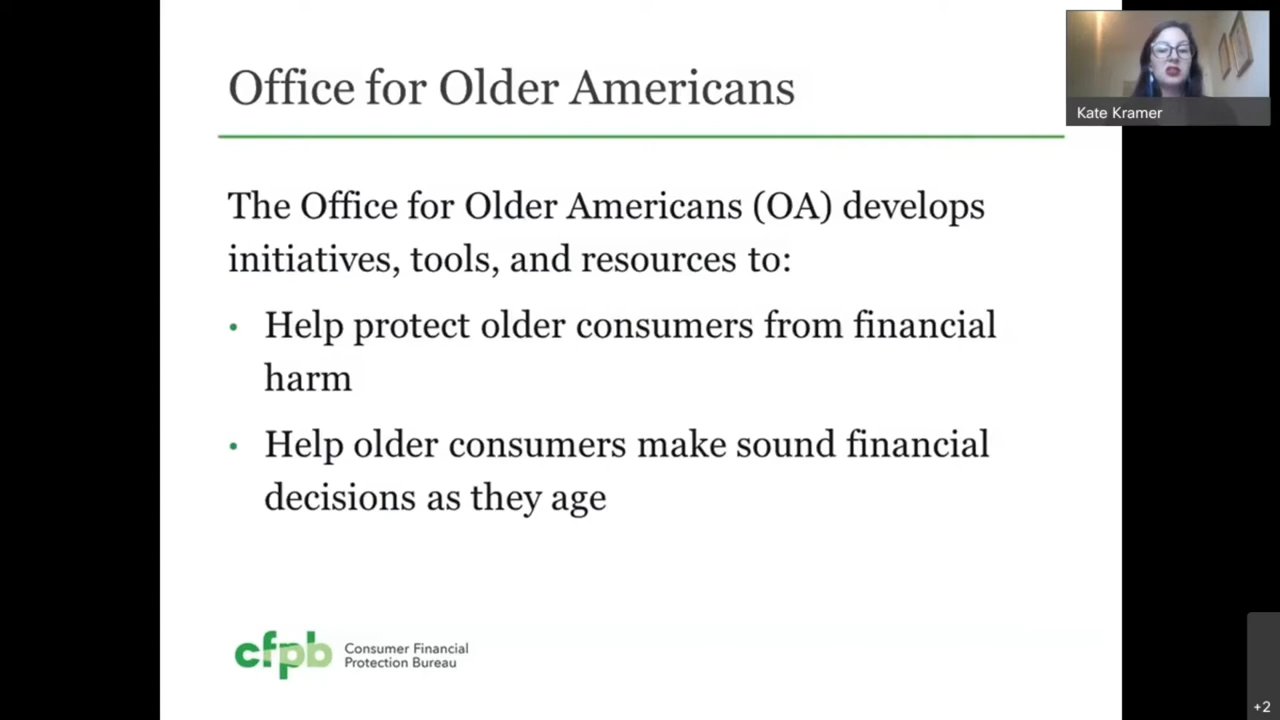 Office for Older Americans
Kate Kramer
The Office for Older Americans (OA) develops
initiatives, tools, and resources to:
• Help protect older consumers from financial
harm
• Help older consumers make sound financial
decisions as they age
cfpb Consumer Financial
Protection Bureau
+2